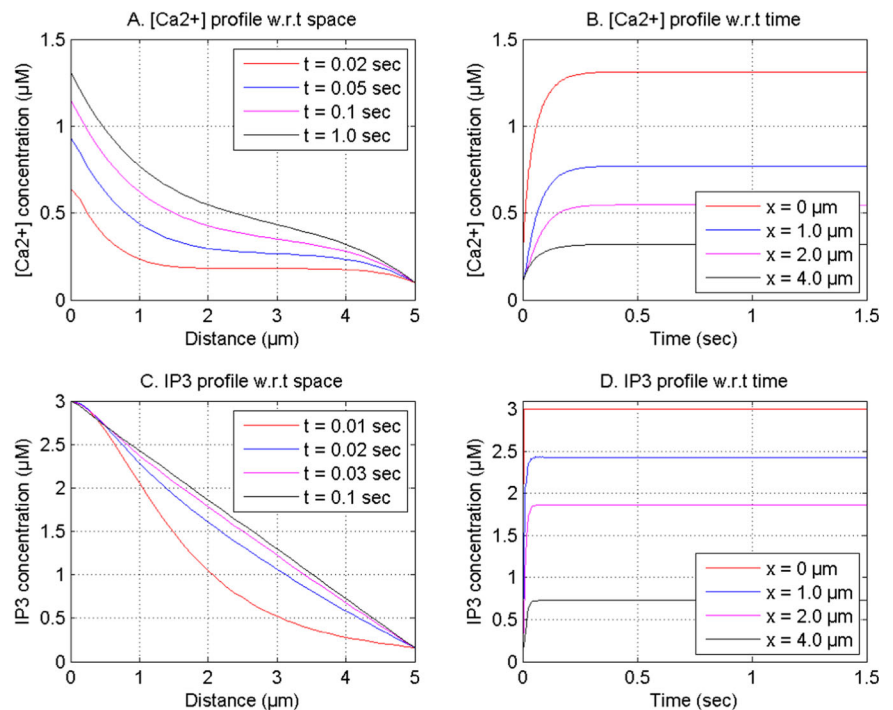 A. [Ca2+] profile w.r.t space
[Ca2+] concentration (µM)
1.5
1
0.5
0
t = 0.02 sec
t = 0.05 sec
t = 0.1 sec
t = 1.0 sec
0 1 2 3 4 5
Distance (µm)
B. [Ca2+] profile w.r.t time
[Ca2+] concentration (µM)
1.5
1
0.5
0
x = 0 µm
x = 1.0 µm
x = 2.0 µm
x = 4.0 µm
0 0.5 1 1.5
Time (sec)
C. IP3 profile w.r.t space
IP3 concentration (µM)
3
2.5
2
1.5
1
0.5
0
t = 0.01 sec
t = 0.02 sec
t = 0.03 sec
t = 0.1 sec
0 1 2 3 4 5
Distance (µm)
D. IP3 profile w.r.t time
IP3 concentration (µM)
3
2.5
2
1.5
1
0.5
0
x = 0 µm
x = 1.0 µm
x = 2.0 µm
x = 4.0 µm
0 0.5 1 1.5
Time (sec)